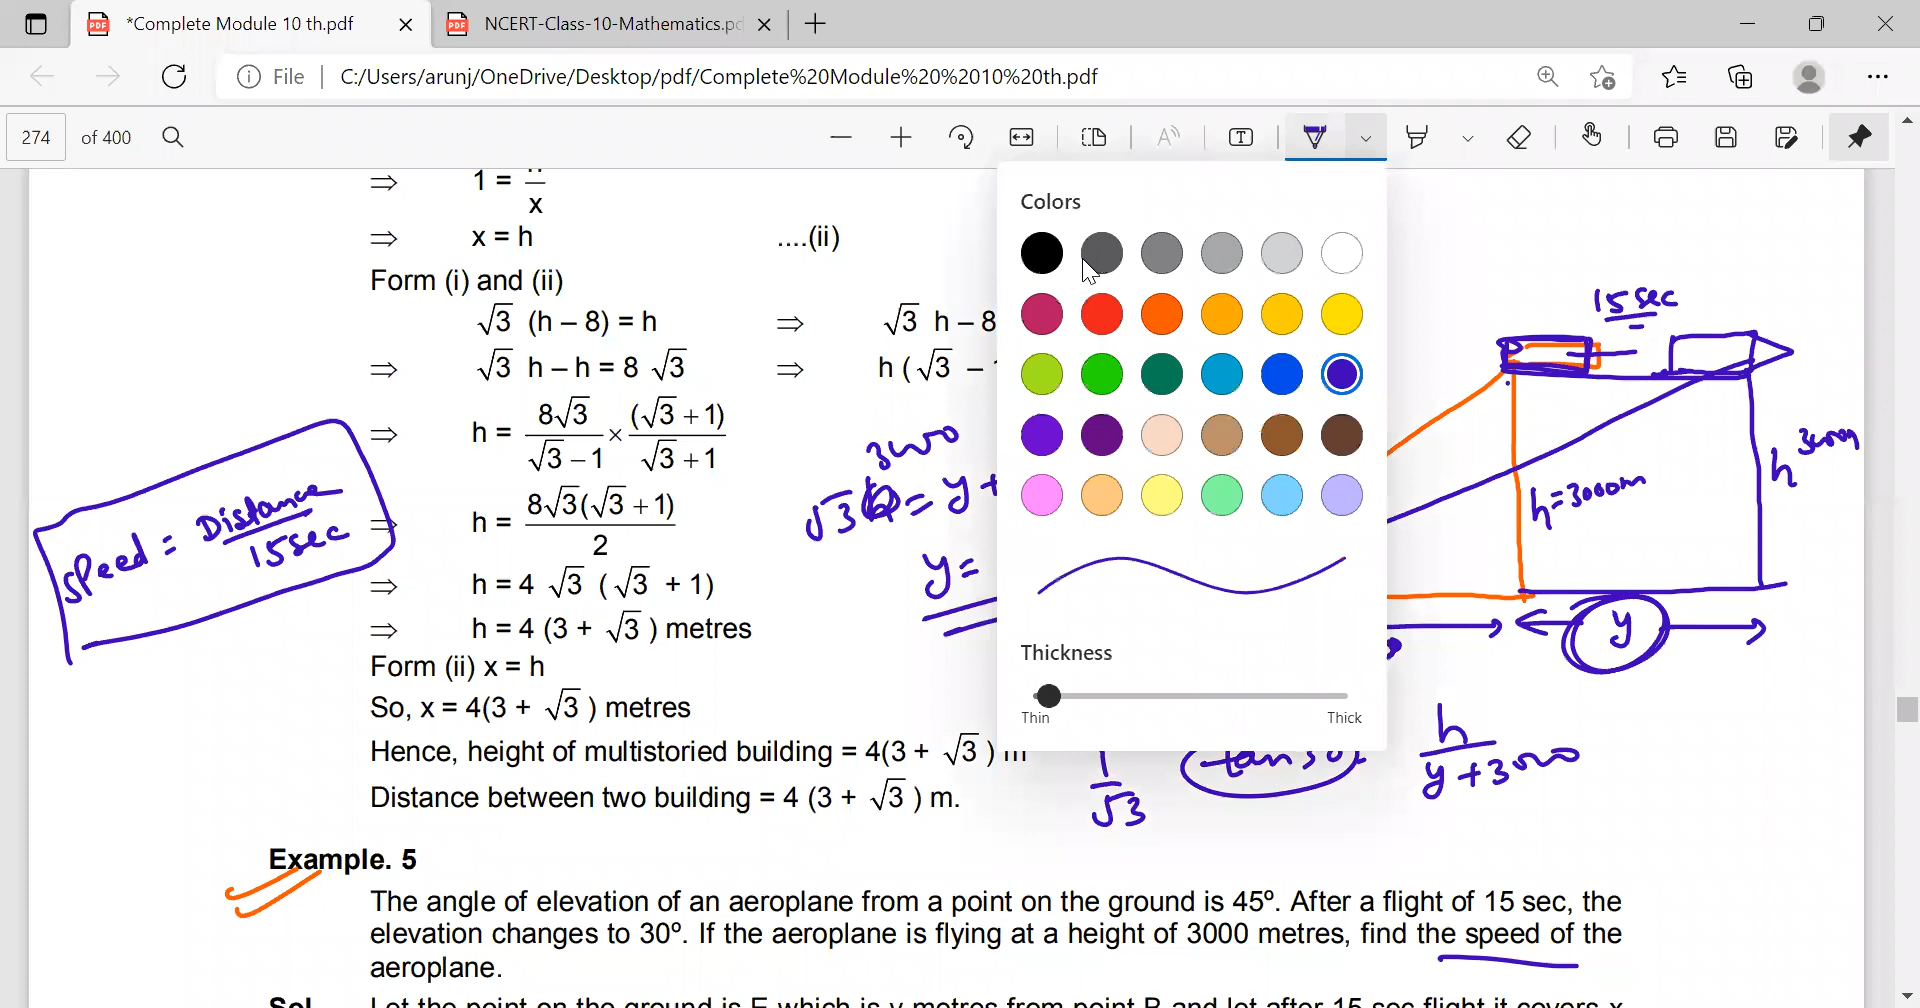 *Complete Module 10 th.pdf
NCERT-Class-10-Mathematics.pd
File
C:/Users/arunj/OneDrive/Desktop/pdf/Complete%20Module%20%2010%20th.pdf
274 of 400
⇒ 1 = h/x
⇒ x = h ....(ii)
Form (i) and (ii)
√3 (h – 8) = h ⇒ √3 h – 8
⇒ √3 h – h = 8 √3 ⇒ h ( √3 –
⇒ h = 8√3/(√3 – 1) × (√3 + 1)/(√3 + 1)
⇒ h = 8√3(√3 + 1)/2
⇒ h = 4 √3 ( √3 + 1)
⇒ h = 4 (3 + √3 ) metres
Form (ii) x = h
So, x = 4(3 + √3 ) metres
Hence, height of multistoried building = 4(3 + √3 ) m
Distance between two building = 4 (3 + √3 ) m.
Example. 5
The angle of elevation of an aeroplane from a point on the ground is 45º. After a flight of 15 sec, the
elevation changes to 30º. If the aeroplane is flying at a height of 3000 metres, find the speed of the
aeroplane.
Speed = Distance/15sec
3000
√3 = y +
y =
Colors
Thickness
Thin Thick
15 sec
h 3000m
h = 3000m
y
1/√3 tan 30° h/(y + 3000)